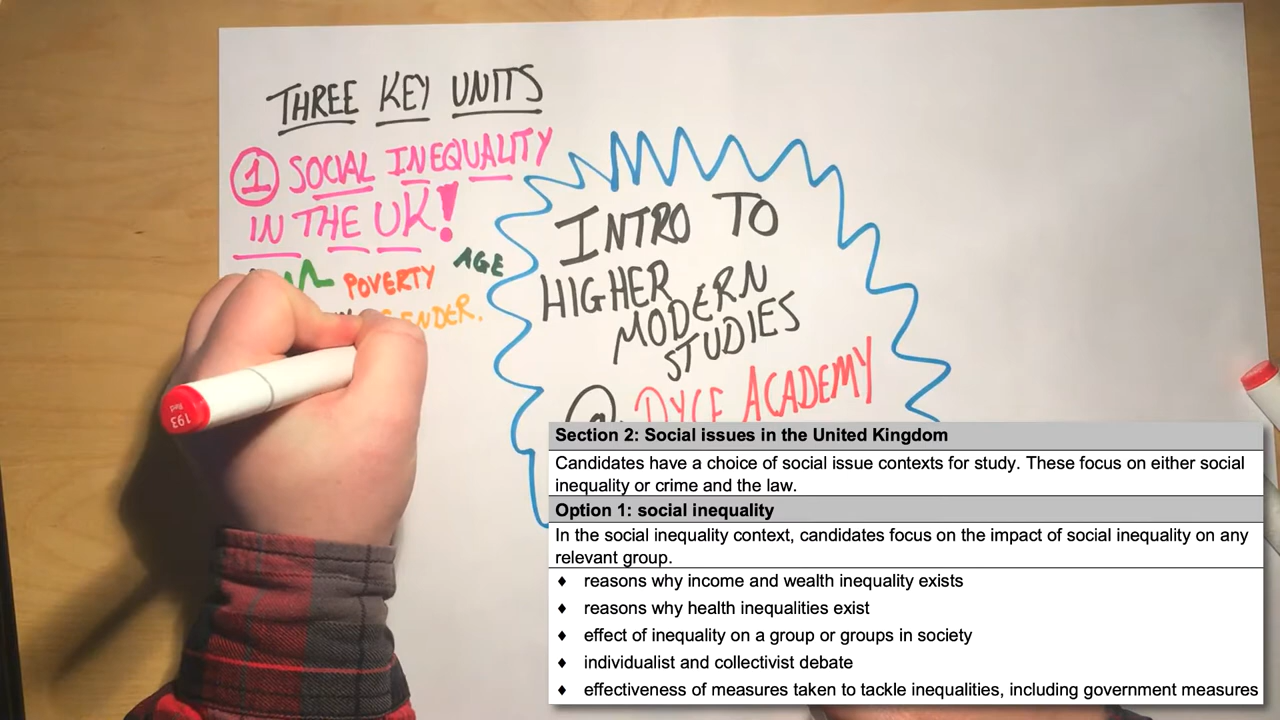 THREE KEY UNITS
① SOCIAL INEQUALITY
IN THE UK!
POVERTY AGE
GENDER.
INTRO TO
HIGHER
MODERN
STUDIES
@ DYCE ACADEMY
193
Red
Section 2: Social issues in the United Kingdom
Candidates have a choice of social issue contexts for study. These focus on either social
inequality or crime and the law.
Option 1: social inequality
In the social inequality context, candidates focus on the impact of social inequality on any
relevant group.
♦ reasons why income and wealth inequality exists
♦ reasons why health inequalities exist
♦ effect of inequality on a group or groups in society
♦ individualist and collectivist debate
♦ effectiveness of measures taken to tackle inequalities, including government measures